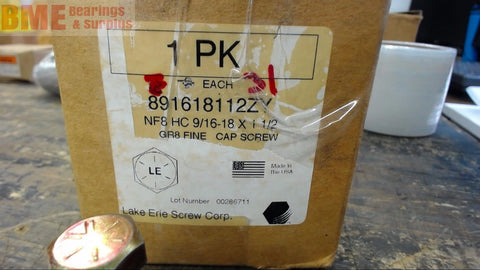 BME Bearings
& Surplus
1 PK
EACH
891618112ZY
NF8 HC 9/16-18 X 1 1/2
GR8 FINE CAP SCREW
LE
Made in
the USA
Lot Number 00286711
Lake Erie Screw Corp.